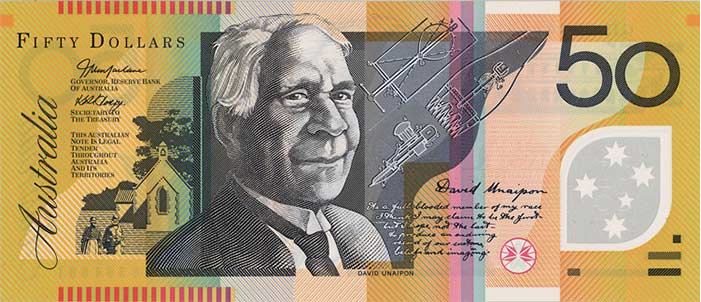 FIFTY DOLLARS
50
GOVERNOR, RESERVE BANK
OF AUSTRALIA
SECRETARY TO
THE TREASURY
THIS AUSTRALIAN
NOTE IS LEGAL
TENDER
THROUGHOUT
AUSTRALIA
AND ITS
TERRITORIES
Australia
David Unaipon
As a full-blooded member of my race
I think I may claim to be the first
but I hope, not the last
to produce an enduring
record of our customs
beliefs and imaginings.
DAVID UNAIPON